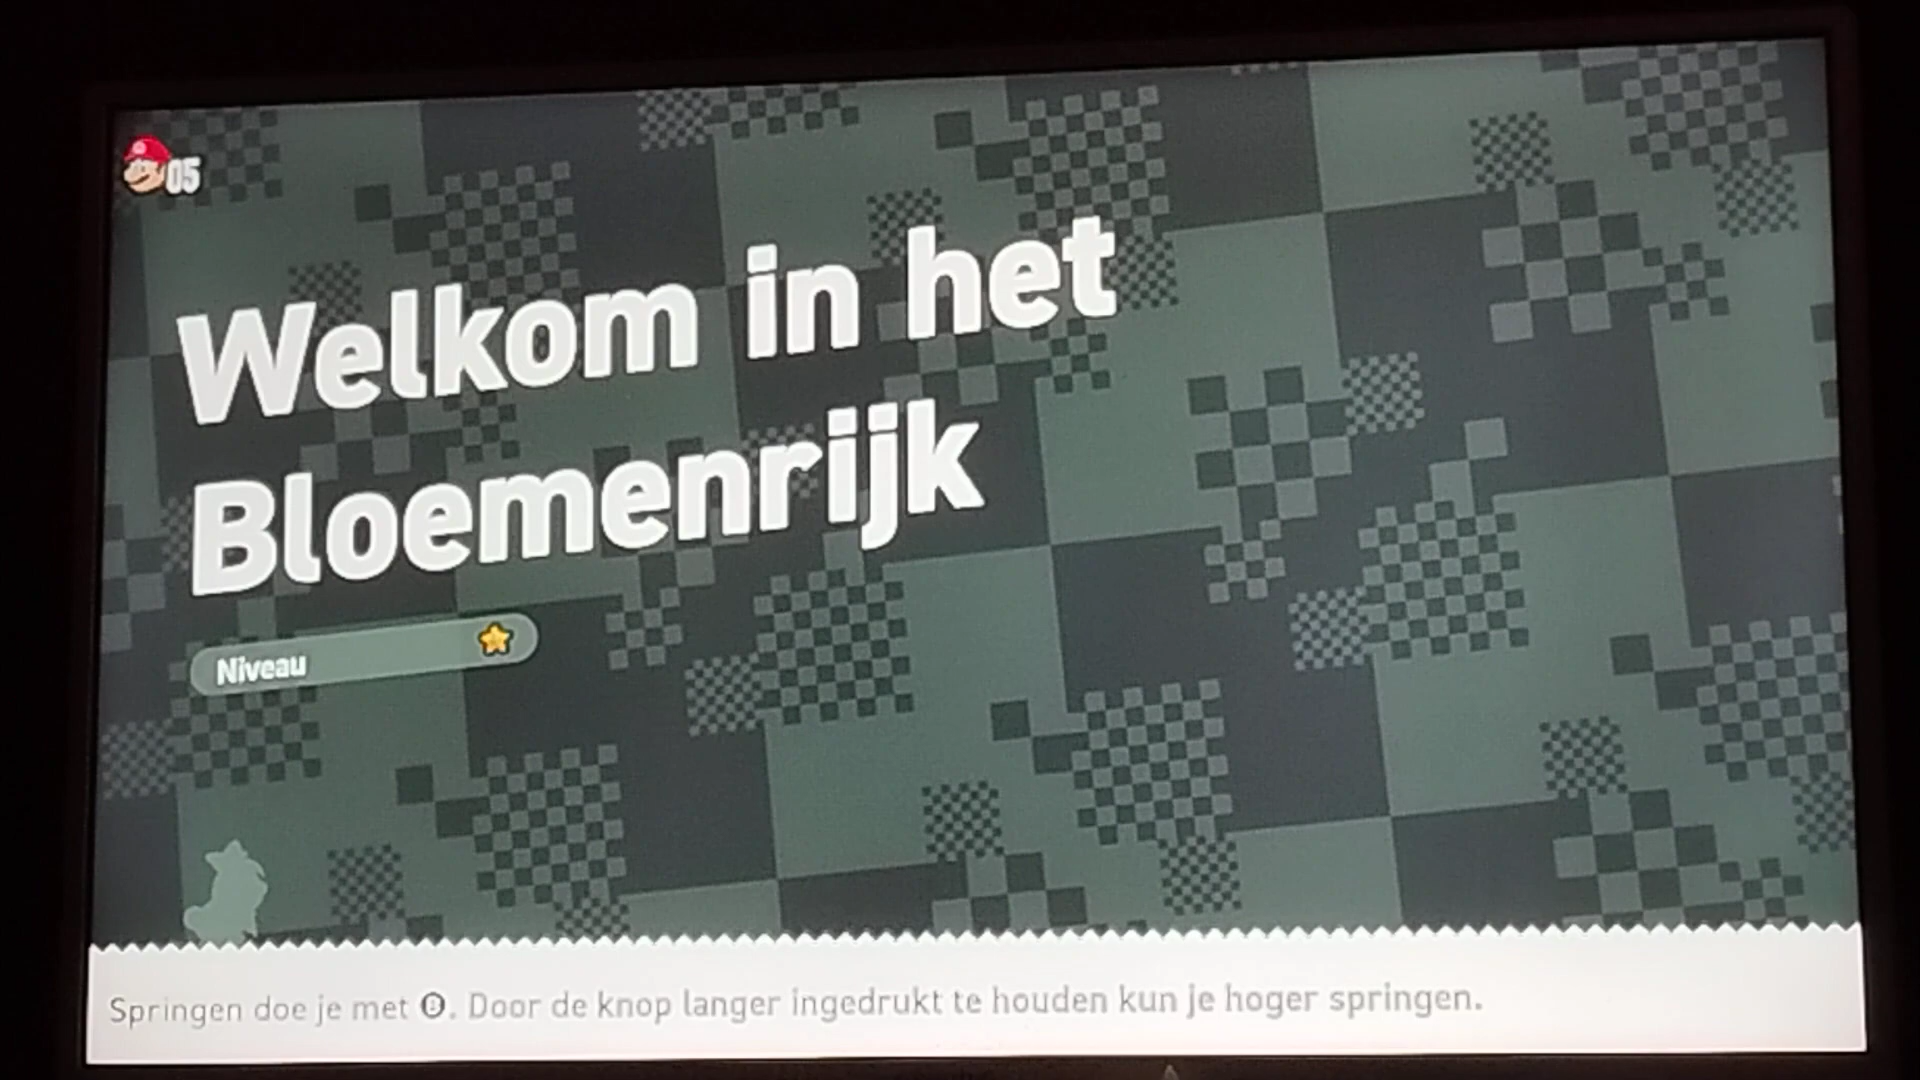 05
Welkom in het
Bloemenrijk
Niveau
Springen doe je met B. Door de knop langer ingedrukt te houden kun je hoger springen.